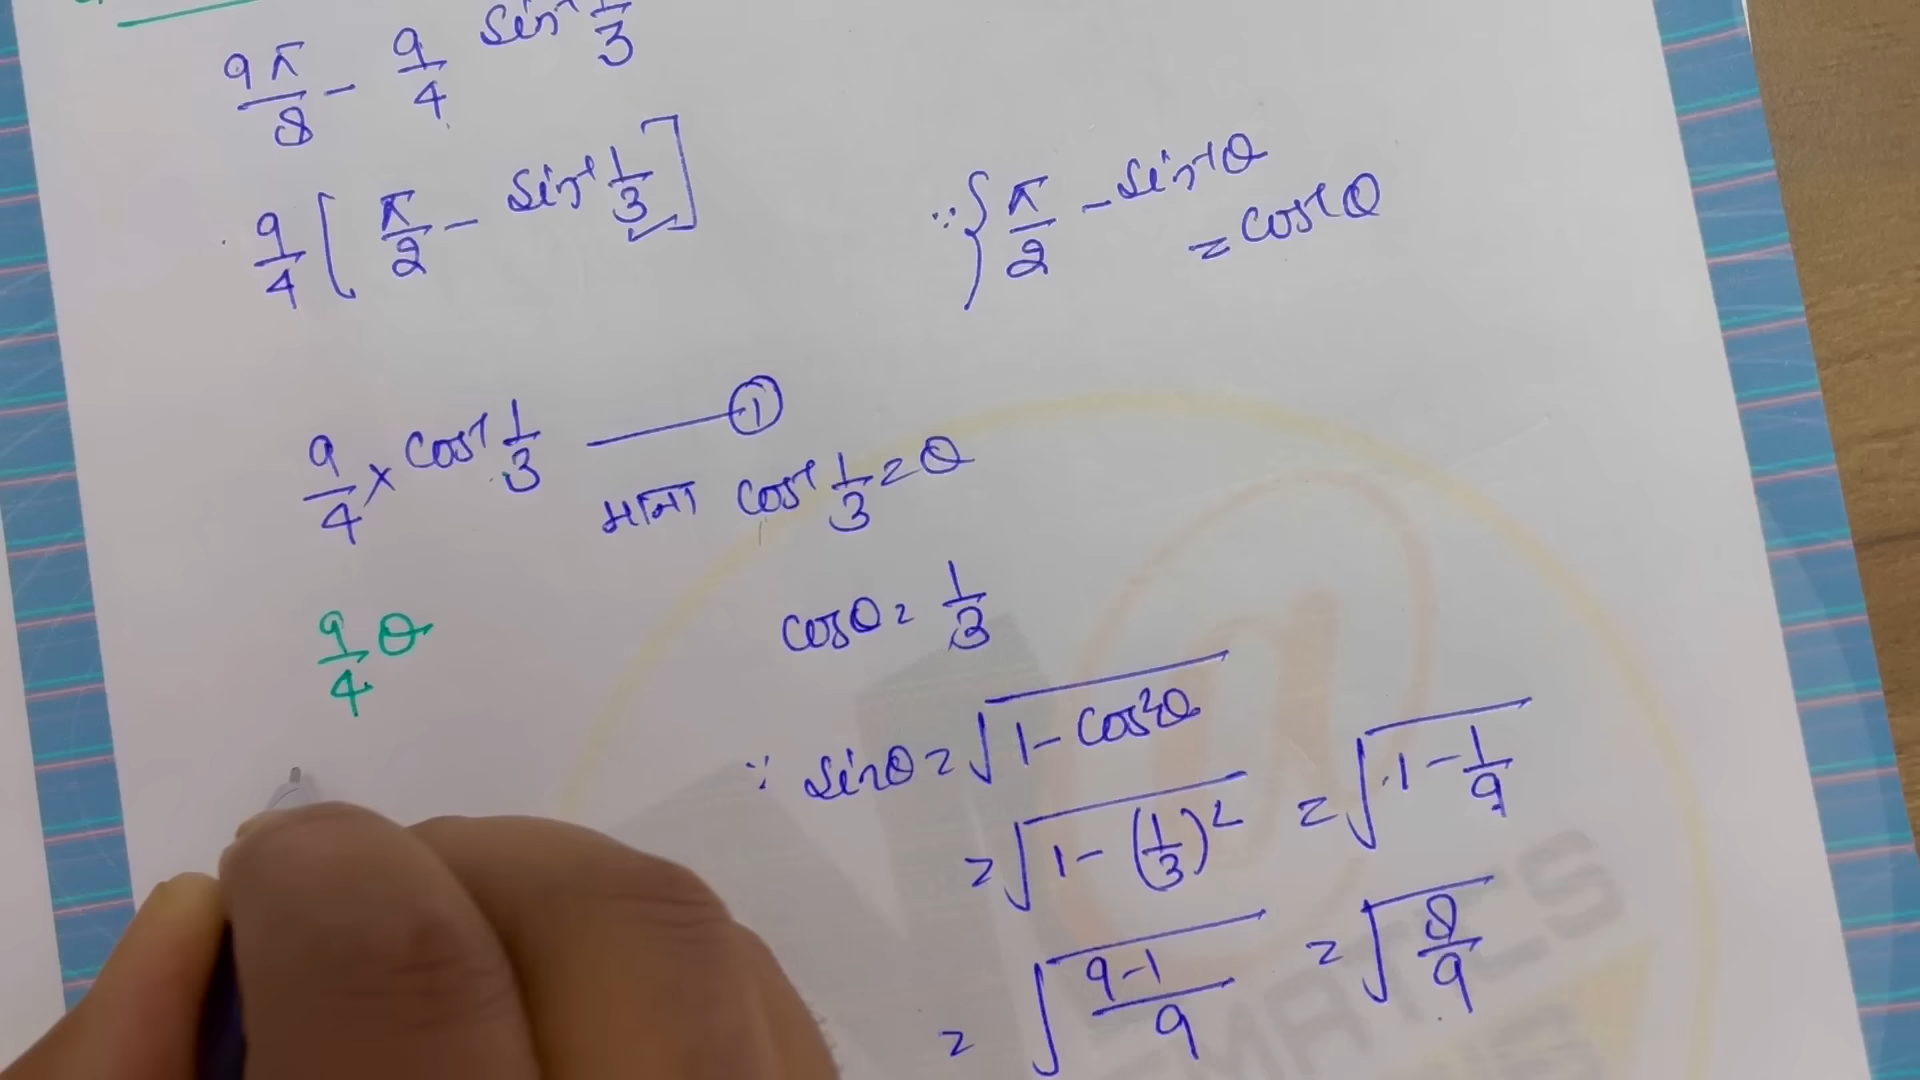 9π/8 - 9/4 sin⁻¹ 1/3
9/4 [π/2 - sin⁻¹ 1/3]
∵ {π/2 - sin⁻¹θ
= cos⁻¹θ
9/4 × cos⁻¹ 1/3 —— ①
माना cos⁻¹ 1/3 = θ
9/4 θ
cosθ = 1/3
∵ sinθ = √(1 - cos²θ)
= √(1 - (1/3)²) = √(1 - 1/9)
= √((9-1)/9) = √(8/9)